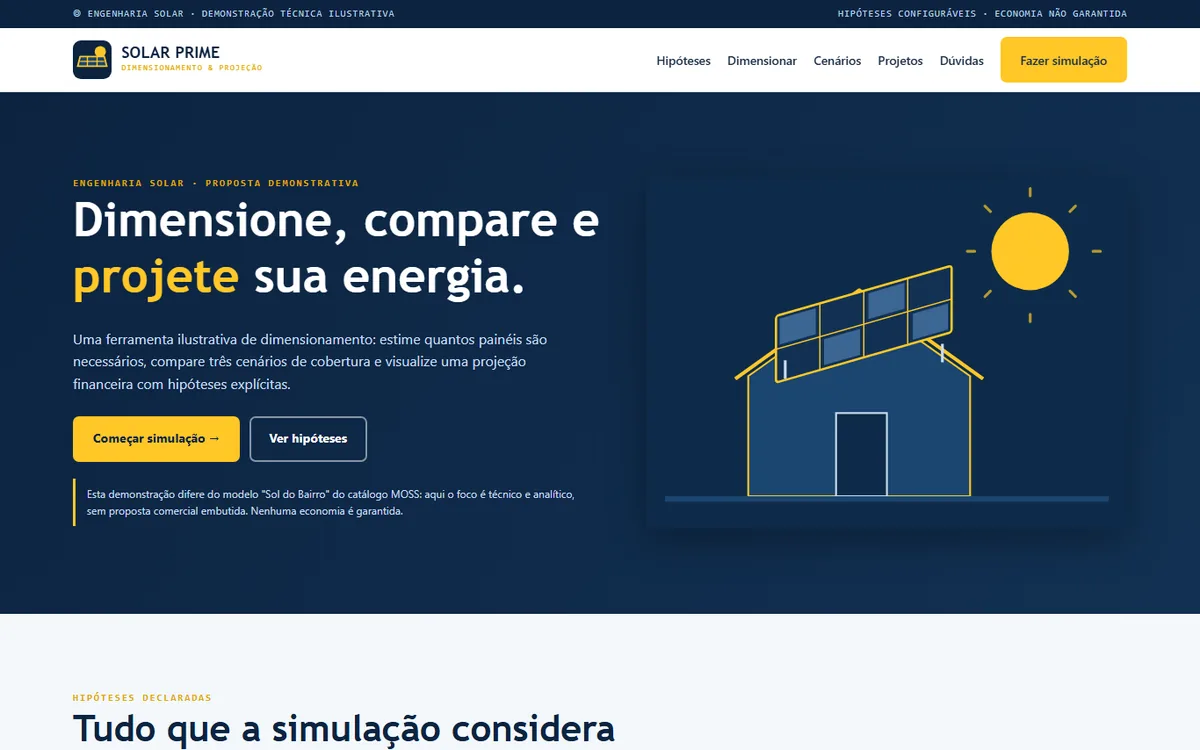 ENGENHARIA SOLAR · DEMONSTRAÇÃO TÉCNICA ILUSTRATIVA
HIPÓTESES CONFIGURÁVEIS · ECONOMIA NÃO GARANTIDA
SOLAR PRIME
DIMENSIONAMENTO & PROJEÇÃO
Hipóteses
Dimensionar
Cenários
Projetos
Dúvidas
Fazer simulação
ENGENHARIA SOLAR · PROPOSTA DEMONSTRATIVA
Dimensione, compare e
projete sua energia.
Uma ferramenta ilustrativa de dimensionamento: estime quantos painéis são
necessários, compare três cenários de cobertura e visualize uma projeção
financeira com hipóteses explícitas.
Começar simulação →
Ver hipóteses
Esta demonstração difere do modelo "Sol do Bairro" do catálogo MOSS: aqui o foco é técnico e analítico,
sem proposta comercial embutida. Nenhuma economia é garantida.
HIPÓTESES DECLARADAS
Tudo que a simulação considera